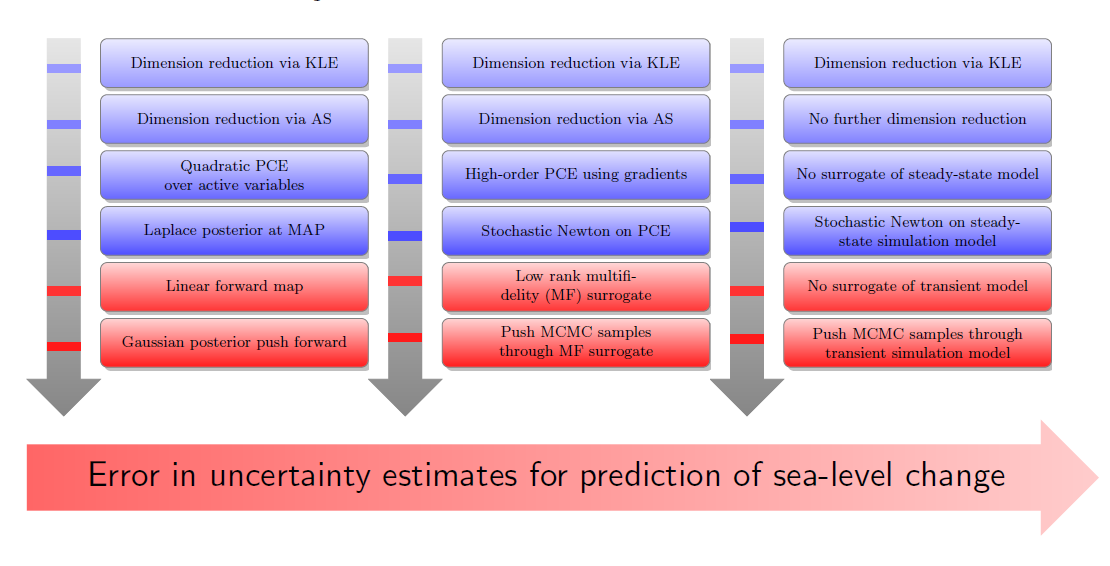 Dimension reduction via KLE
Dimension reduction via AS
Quadratic PCE
over active variables
Laplace posterior at MAP
Linear forward map
Gaussian posterior push forward
Dimension reduction via KLE
Dimension reduction via AS
High-order PCE using gradients
Stochastic Newton on PCE
Low rank multifi-
delity (MF) surrogate
Push MCMC samples
through MF surrogate
Dimension reduction via KLE
No further dimension reduction
No surrogate of steady-state model
Stochastic Newton on steady-
state simulation model
No surrogate of transient model
Push MCMC samples through
transient simulation model
Error in uncertainty estimates for prediction of sea-level change